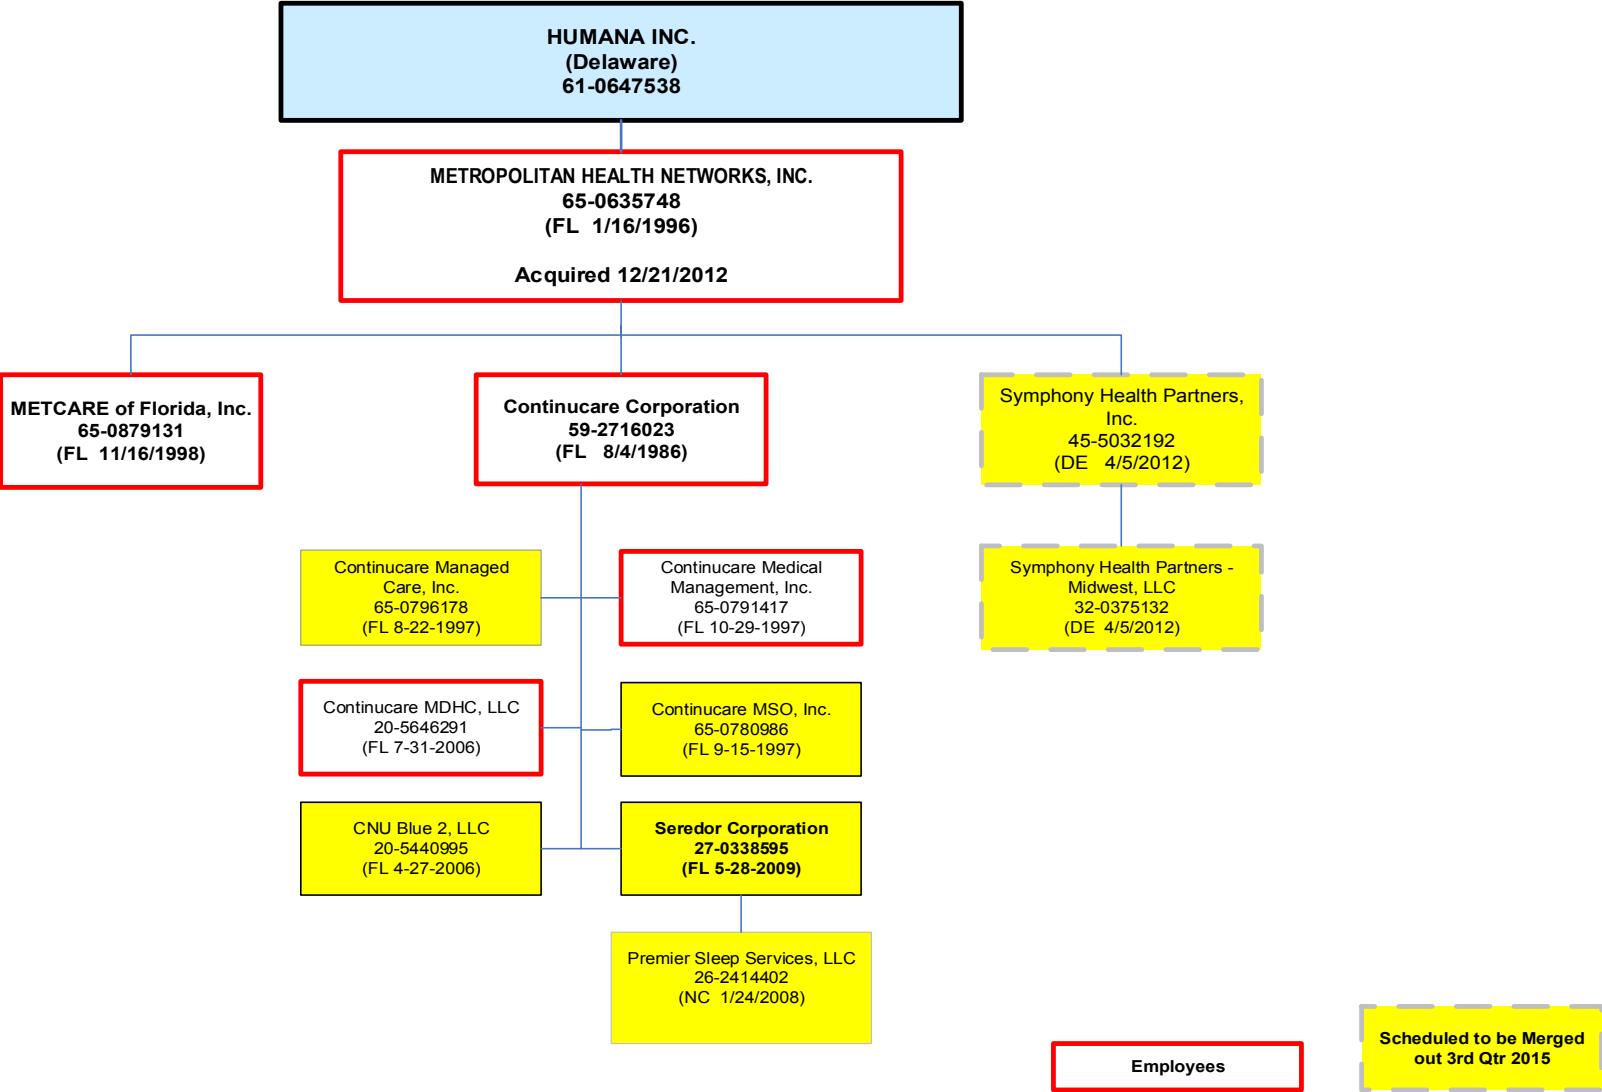 HUMANA INC.
(Delaware)
61-0647538
METROPOLITAN HEALTH NETWORKS, INC.
65-0635748
(FL 1/16/1996)
Acquired 12/21/2012
METCARE of Florida, Inc.
65-0879131
(FL 11/16/1998)
Continucare Corporation
59-2716023
(FL 8/4/1986)
Symphony Health Partners,
Inc.
45-5032192
(DE 4/5/2012)
Continucare Managed
Care, Inc.
65-0796178
(FL 8-22-1997)
Continucare Medical
Management, Inc.
65-0791417
(FL 10-29-1997)
Symphony Health Partners -
Midwest, LLC
32-0375132
(DE 4/5/2012)
Continucare MDHC, LLC
20-5646291
(FL 7-31-2006)
Continucare MSO, Inc.
65-0780986
(FL 9-15-1997)
CNU Blue 2, LLC
20-5440995
(FL 4-27-2006)
Seredor Corporation
27-0338595
(FL 5-28-2009)
Premier Sleep Services, LLC
26-2414402
(NC 1/24/2008)
Employees
Scheduled to be Merged
out 3rd Qtr 2015